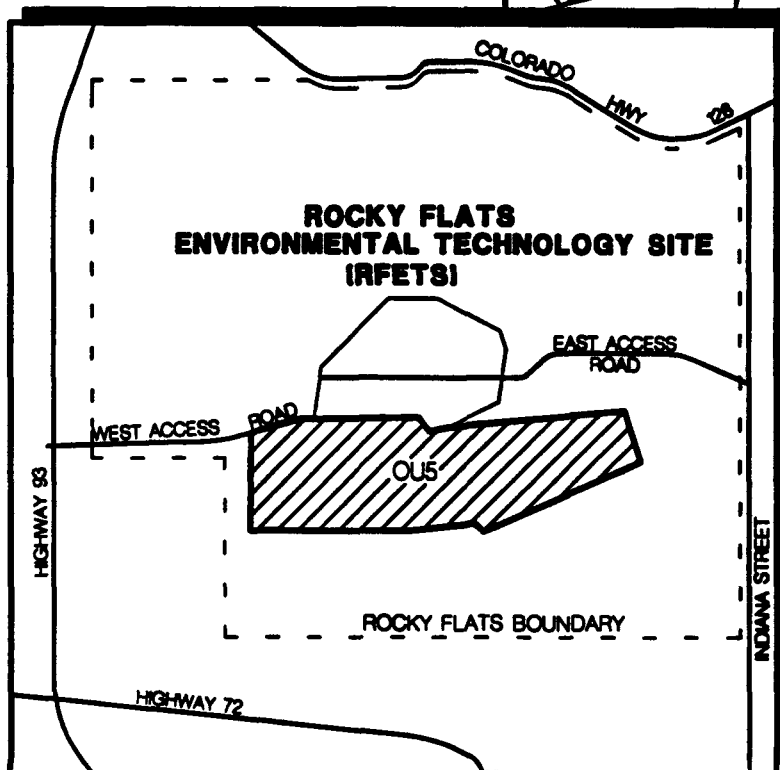 COLORADO
HWY
128
ROCKY FLATS
ENVIRONMENTAL TECHNOLOGY SITE
(RFETS)
EAST ACCESS
ROAD
WEST ACCESS
ROAD
OU5
HIGHWAY 93
INDIANA STREET
ROCKY FLATS BOUNDARY
HIGHWAY 72